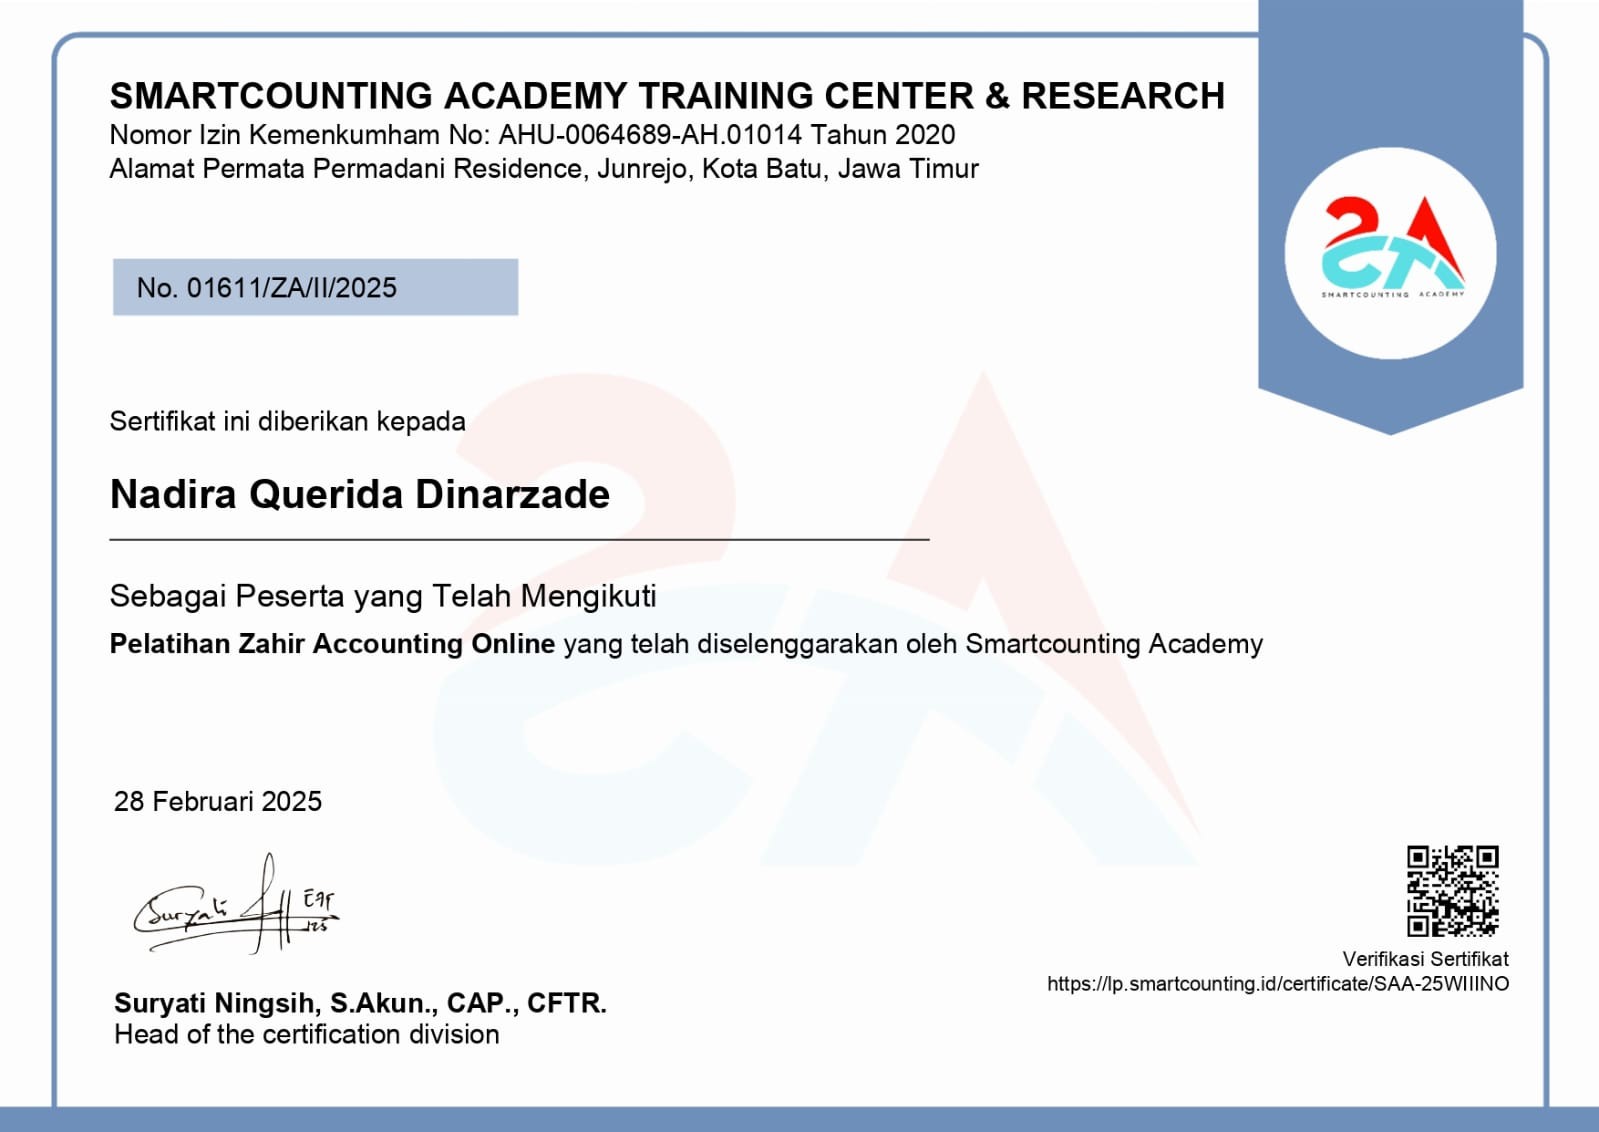 SMARTCOUNTING ACADEMY TRAINING CENTER & RESEARCH
Nomor Izin Kemenkumham No: AHU-0064689-AH.01014 Tahun 2020
Alamat Permata Permadani Residence, Junrejo, Kota Batu, Jawa Timur
SMARTCOUNTING ACADEMY
No. 01611/ZA/II/2025
Sertifikat ini diberikan kepada
Nadira Querida Dinarzade
Sebagai Peserta yang Telah Mengikuti
Pelatihan Zahir Accounting Online yang telah diselenggarakan oleh Smartcounting Academy
28 Februari 2025
Suryati
Suryati Ningsih, S.Akun., CAP., CFTR.
Head of the certification division
Verifikasi Sertifikat
https://lp.smartcounting.id/certificate/SAA-25WIIINO